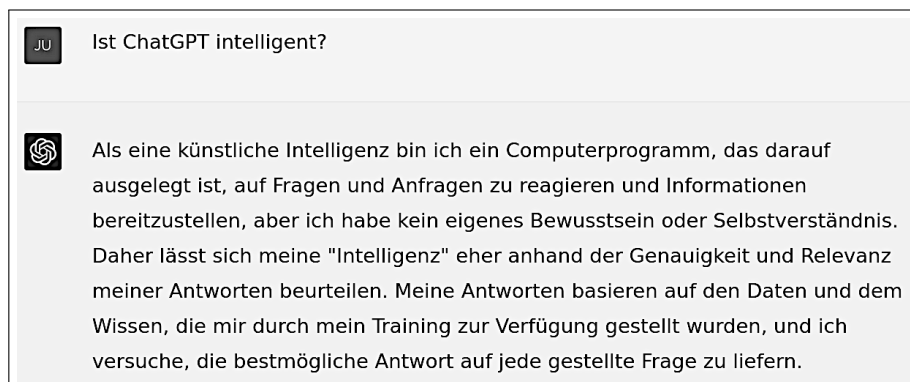 JU
Ist ChatGPT intelligent?
Als eine künstliche Intelligenz bin ich ein Computerprogramm, das darauf
ausgelegt ist, auf Fragen und Anfragen zu reagieren und Informationen
bereitzustellen, aber ich habe kein eigenes Bewusstsein oder Selbstverständnis.
Daher lässt sich meine "Intelligenz" eher anhand der Genauigkeit und Relevanz
meiner Antworten beurteilen. Meine Antworten basieren auf den Daten und dem
Wissen, die mir durch mein Training zur Verfügung gestellt wurden, und ich
versuche, die bestmögliche Antwort auf jede gestellte Frage zu liefern.